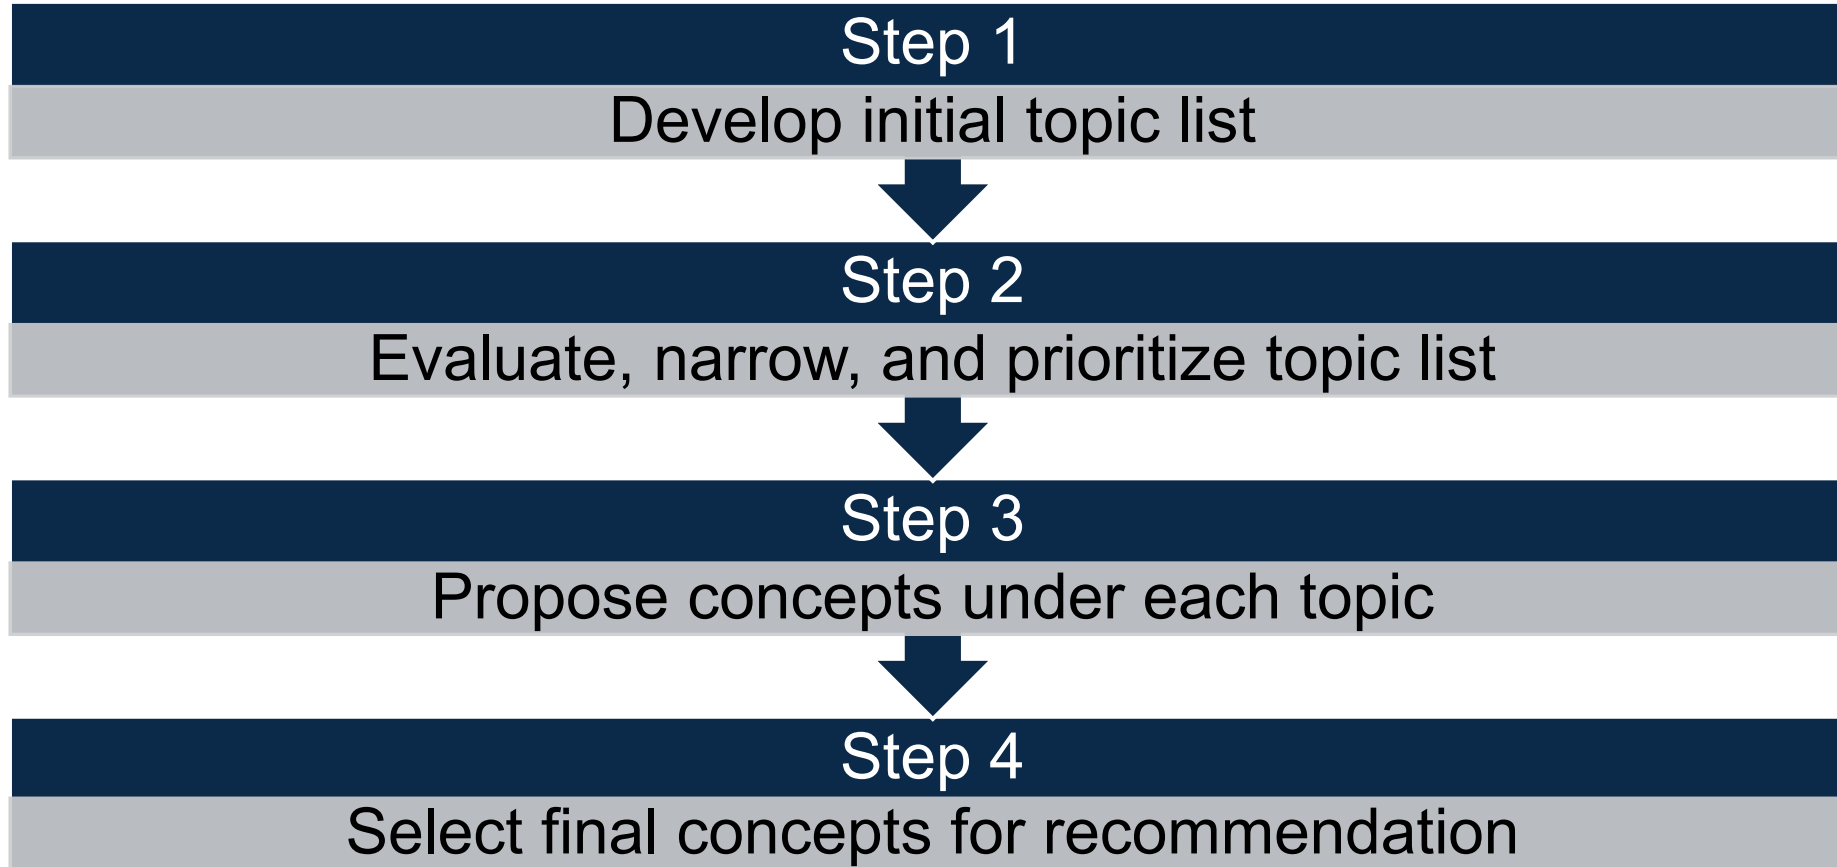 Step 1
Develop initial topic list
Step 2
Evaluate, narrow, and prioritize topic list
Step 3
Propose concepts under each topic
Step 4
Select final concepts for recommendation